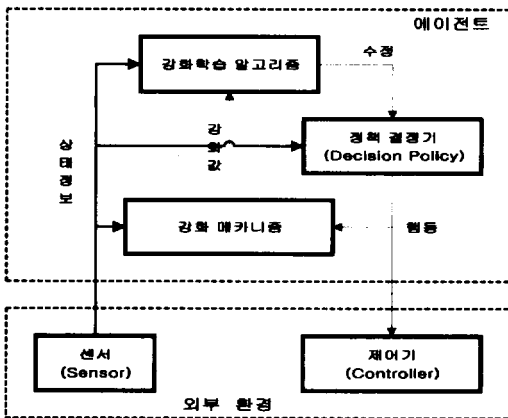 에이전트
강화학습 알고리즘
수정
강화값
정책 결정기
(Decision Policy)
상태정보
강화 메카니즘
행동
센서
(Sensor)
제어기
(Controller)
외부 환경